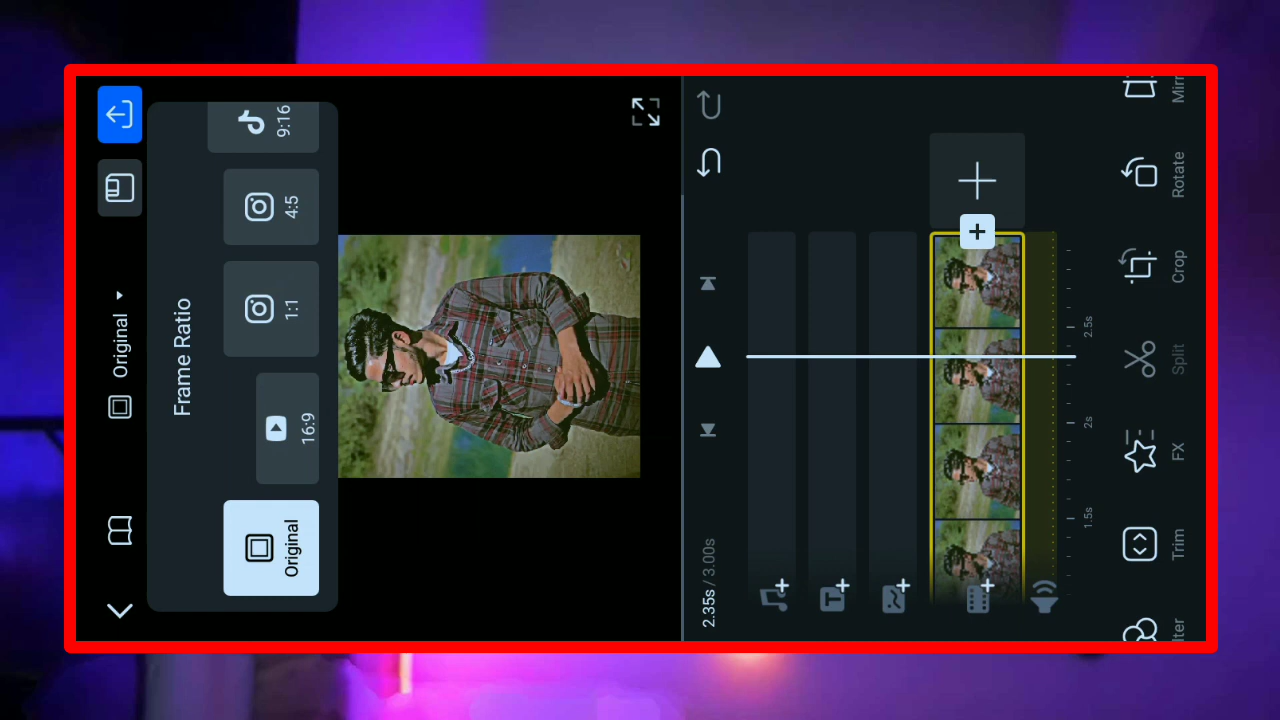 Original
Frame Ratio
Original
16:9
1:1
4:5
9:16
2.35s / 3.00s
T
1.5s
2s
2.5s
lter
Trim
FX
Split
Crop
Rotate
Mirr